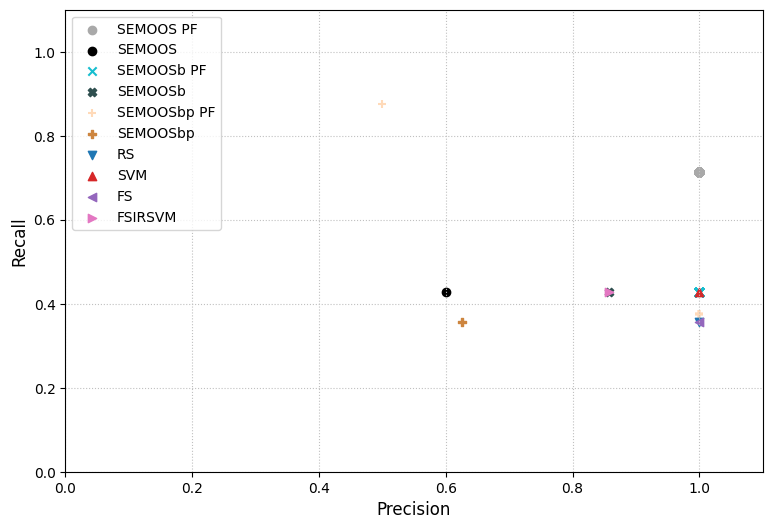 SEMOOS PF
SEMOOS
SEMOOSb PF
SEMOOSb
SEMOOSbp PF
SEMOOSbp
RS
SVM
FS
FSIRSVM
1.0
0.8
0.6
0.4
0.2
0.0
Recall
0.0 0.2 0.4 0.6 0.8 1.0
Precision